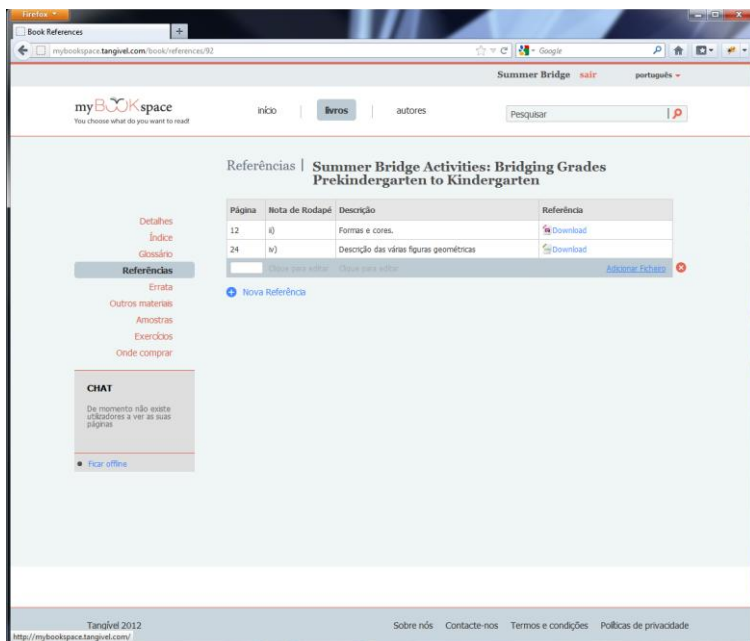 Firefox
Book References
mybookspace.tangivel.com/book/references/92
Google
Summer Bridge sair português
myBOOKspace
You choose what do you want to read!
início livros autores
Pesquisar
Referências | Summer Bridge Activities: Bridging Grades
Prekindergarten to Kindergarten
Página Nota de Rodapé Descrição Referência
12 ii) Formas e cores. Download
24 iv) Descrição das várias figuras geométricas Download
Clique para editar Clique para editar Adicionar Ficheiro
Nova Referência
Detalhes
Índice
Glossário
Referências
Errata
Outros materiais
Amostras
Exercícios
Onde comprar
CHAT
De momento não existe
utilizadores a ver as suas
páginas
Ficar offline
Tangível 2012 Sobre nós Contacte-nos Termos e condições Políticas de privacidade
http://mybookspace.tangivel.com/